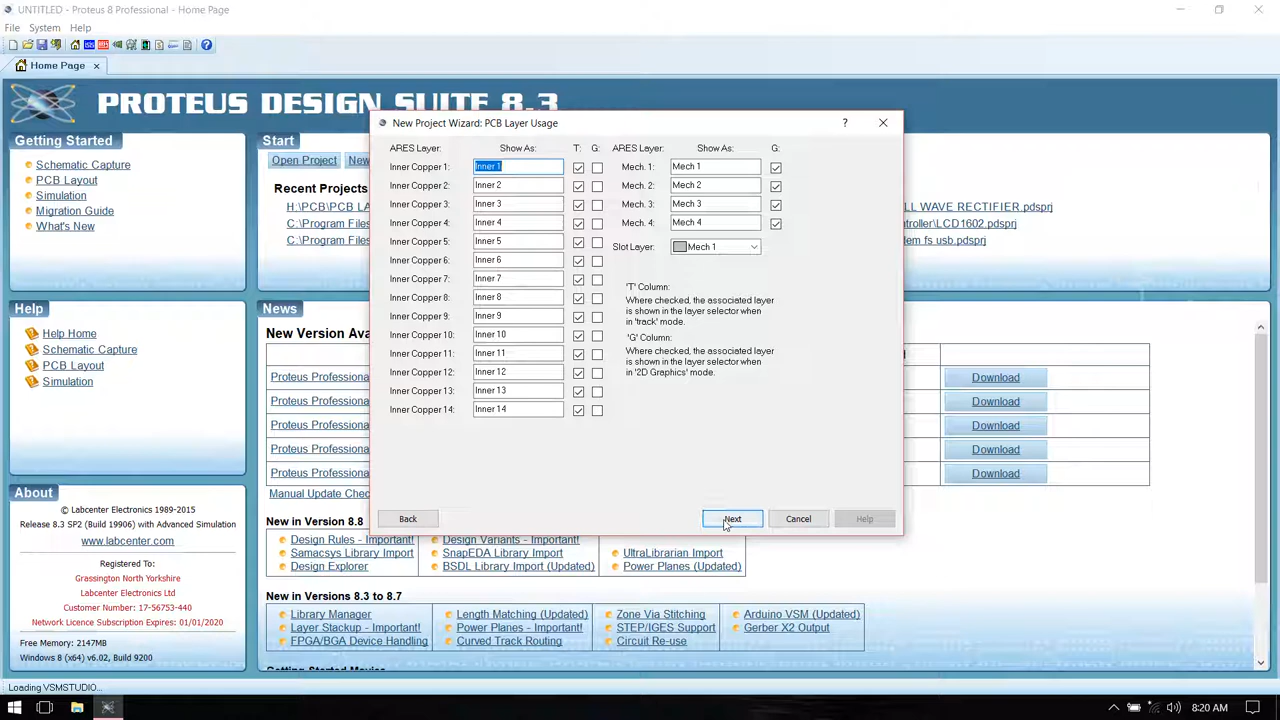 UNTITLED - Proteus 8 Professional - Home Page
File System Help
Home Page
PROTEUS DESIGN SUITE 8.3
Getting Started
Schematic Capture
PCB Layout
Simulation
Migration Guide
What's New
Start
Open Project New
Recent Projects
H:\PCB\PCB LA
C:\Program Files
C:\Program Files
LL WAVE RECTIFIER.pdsprj
ntroller\LCD1602.pdsprj
lem fs usb.pdsprj
New Project Wizard: PCB Layer Usage
?
ARES Layer: Show As: T: G: ARES Layer: Show As: G:
Inner Copper 1: Inner 1 Mech. 1: Mech 1
Inner Copper 2: Inner 2 Mech. 2: Mech 2
Inner Copper 3: Inner 3 Mech. 3: Mech 3
Inner Copper 4: Inner 4 Mech. 4: Mech 4
Inner Copper 5: Inner 5 Slot Layer: Mech 1
Inner Copper 6: Inner 6
Inner Copper 7: Inner 7
Inner Copper 8: Inner 8
Inner Copper 9: Inner 9
Inner Copper 10: Inner 10
Inner Copper 11: Inner 11
Inner Copper 12: Inner 12
Inner Copper 13: Inner 13
Inner Copper 14: Inner 14
'T' Column:
Where checked, the associated layer
is shown in the layer selector when
in 'track' mode.
'G' Column:
Where checked, the associated layer
is shown in the layer selector when
in '2D Graphics' mode.
Back Next Cancel Help
Help
Help Home
Schematic Capture
PCB Layout
Simulation
News
New Version Ava
Proteus Professiona Download
Proteus Professiona Download
Proteus Professiona Download
Proteus Professiona Download
Proteus Professiona Download
Manual Update Chec
New in Version 8.8
Design Rules - Important! Design Variants - Important!
Samacsys Library Import SnapEDA Library Import UltraLibrarian Import
Design Explorer BSDL Library Import (Updated) Power Planes (Updated)
New in Versions 8.3 to 8.7
Library Manager Length Matching (Updated) Zone Via Stitching Arduino VSM (Updated)
Layer Stackup - Important! Power Planes - Important! STEP/IGES Support Gerber X2 Output
FPGA/BGA Device Handling Curved Track Routing Circuit Re-use
About
© Labcenter Electronics 1989-2015
Release 8.3 SP2 (Build 19906) with Advanced Simulation
www.labcenter.com
Registered To:
Grassington North Yorkshire
Labcenter Electronics Ltd
Customer Number: 17-56753-440
Network Licence Subscription Expires: 01/01/2020
Free Memory: 2147MB
Windows 8 (x64) v6.02, Build 9200
Loading VSMSTUDIO...
8:20 AM